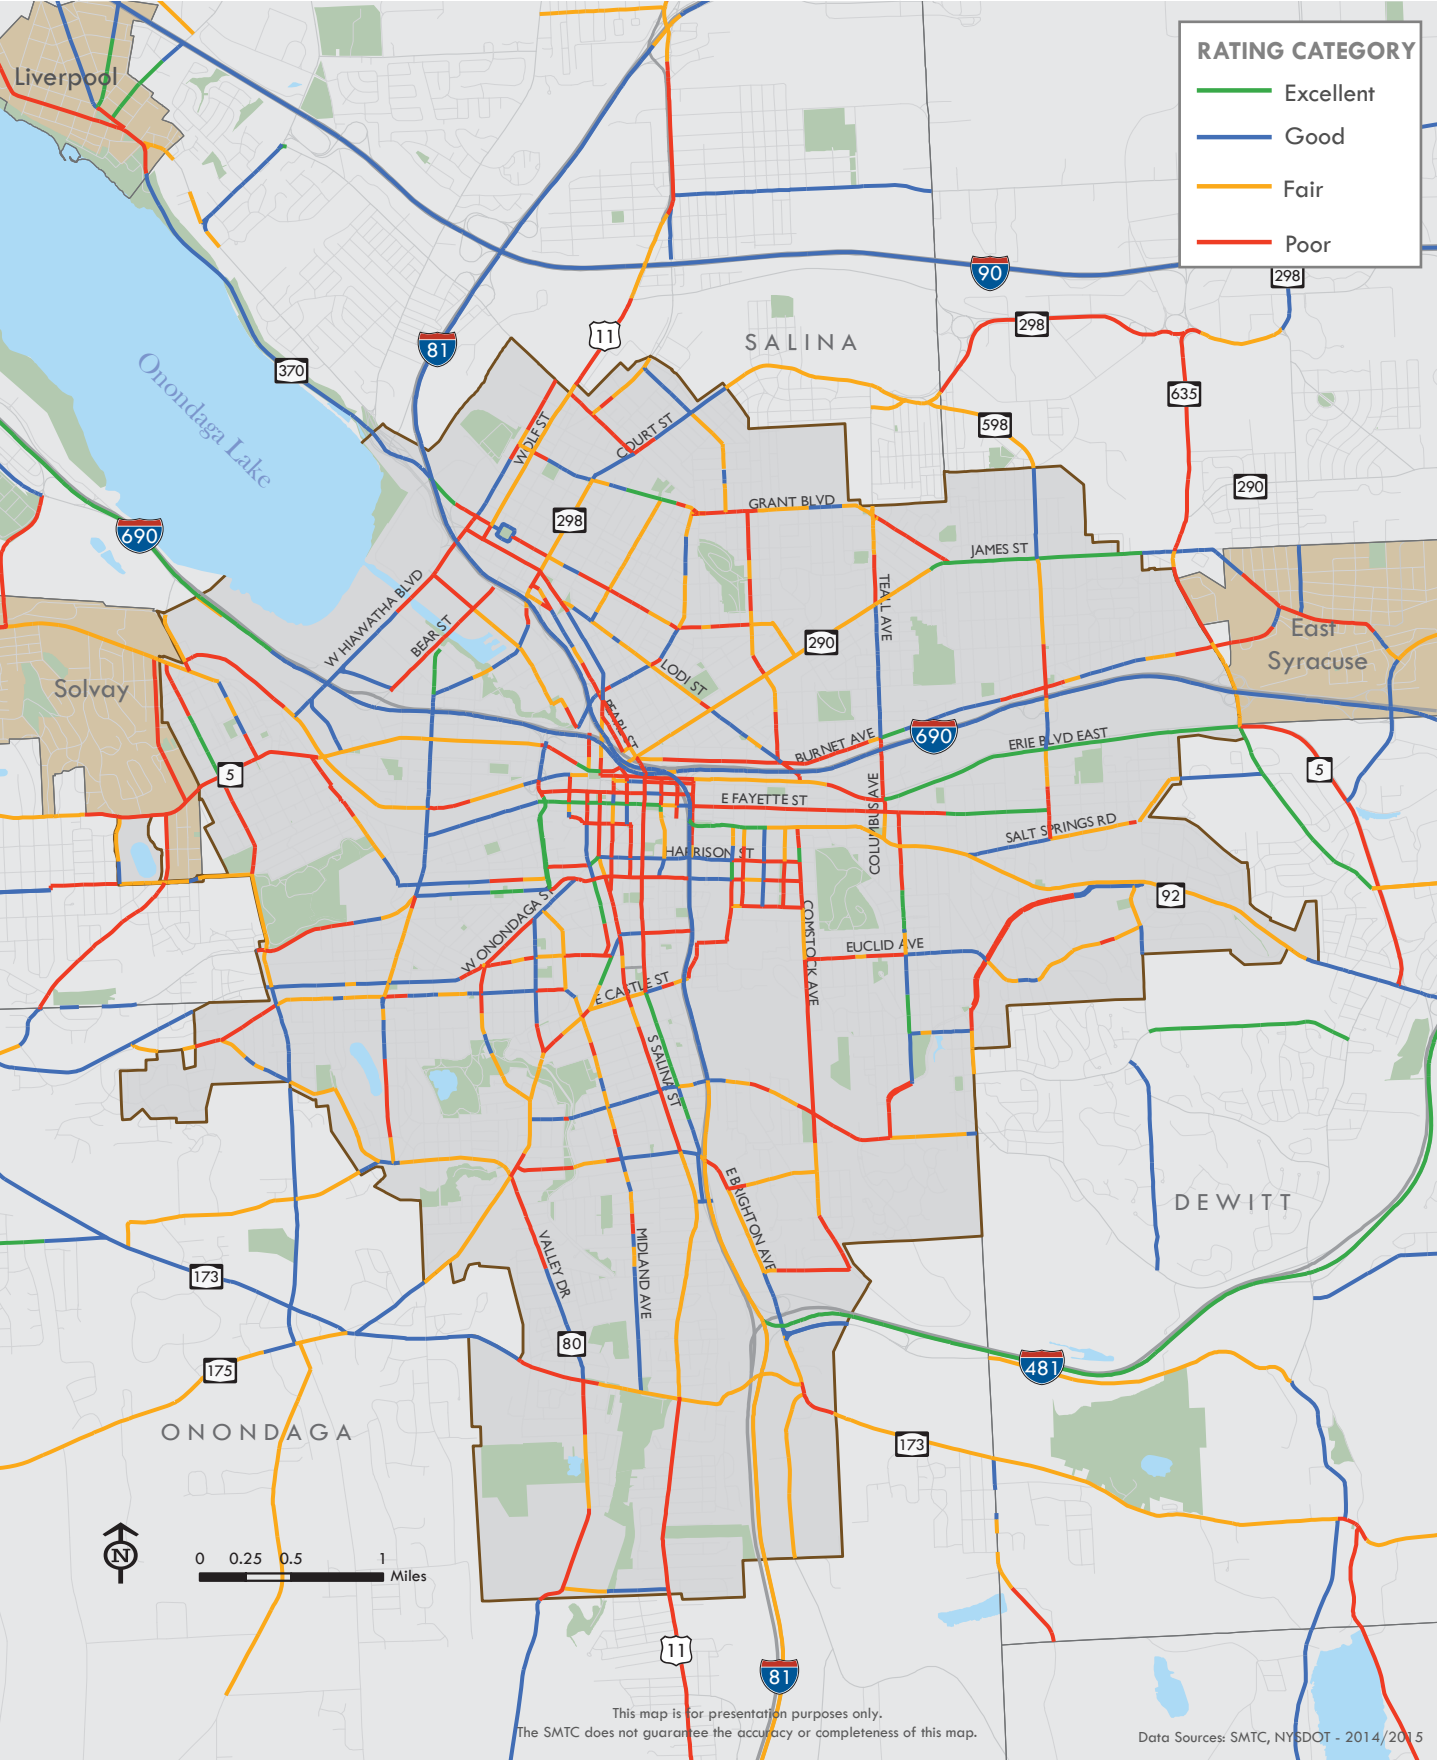 RATING CATEGORY
Excellent
Good
Fair
Poor
Liverpool
90
298
298
11
SALINA
81
370
635
Onondaga Lake
WOLF ST
COURT ST
598
290
GRANT BLVD
298
690
JAMES ST
TEALL AVE
W HIAWATHA BLVD
BEAR ST
290
East
Syracuse
LODI ST
Solvay
PEARL ST
BURNET AVE
690
ERIE BLVD EAST
5
5
E FAYETTE ST
COLUMBUS AVE
SALT SPRINGS RD
HARRISON ST
92
W ONONDAGA ST
COMSTOCK AVE
EUCLID AVE
E CASTLE ST
S SALINA ST
DEWITT
E BRIGHTON AVE
VALLEY DR
MIDLAND AVE
173
80
175
481
ONONDAGA
173
N
0 0.25 0.5 1
Miles
11
81
This map is for presentation purposes only.
The SMTC does not guarantee the accuracy or completeness of this map.
Data Sources: SMTC, NYSDOT - 2014/2015